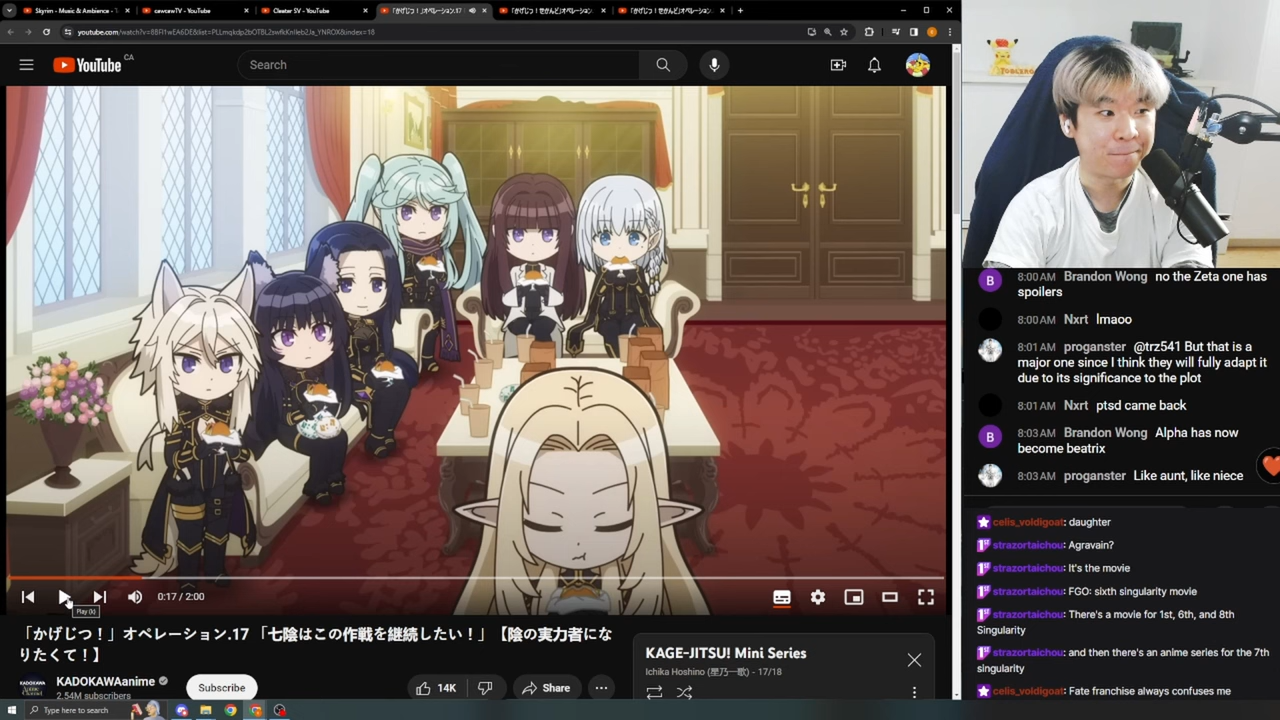 Skyrim - Music & Ambience - T
cawcawTV - YouTube
Cleater SV - YouTube
「かげじつ！」オペレーション.17
「かげじつ！せかんど」オペレーション
「かげじつ！せかんど」オペレーション
YouTube CA
Search
Play (k)
0:17 / 2:00
「かげじつ！」オペレーション.17 「七陰はこの作戦を継続したい！」【陰の実力者にな
りたくて！】
KADOKAWAanime
2.54M subscribers
Subscribe
14K
Share
KAGE-JITSU! Mini Series
Ichika Hoshino (星乃一歌) - 17/18
Type here to search
8:00 AM Brandon Wong no the Zeta one has
spoilers
8:00 AM Nxrt lmaoo
8:01 AM proganster @trz541 But that is a
major one since I think they will fully adapt it
due to its significance to the plot
8:01 AM Nxrt ptsd came back
8:03 AM Brandon Wong Alpha has now
become beatrix
8:03 AM proganster Like aunt, like niece
celis_voldigoat: daughter
strazortaichou: Agravain?
strazortaichou: It's the movie
strazortaichou: FGO: sixth singularity movie
strazortaichou: There's a movie for 1st, 6th, and 8th
Singularity
strazortaichou: and then there's an anime series for the 7th
singularity
celis_voldigoat: Fate franchise always confuses me